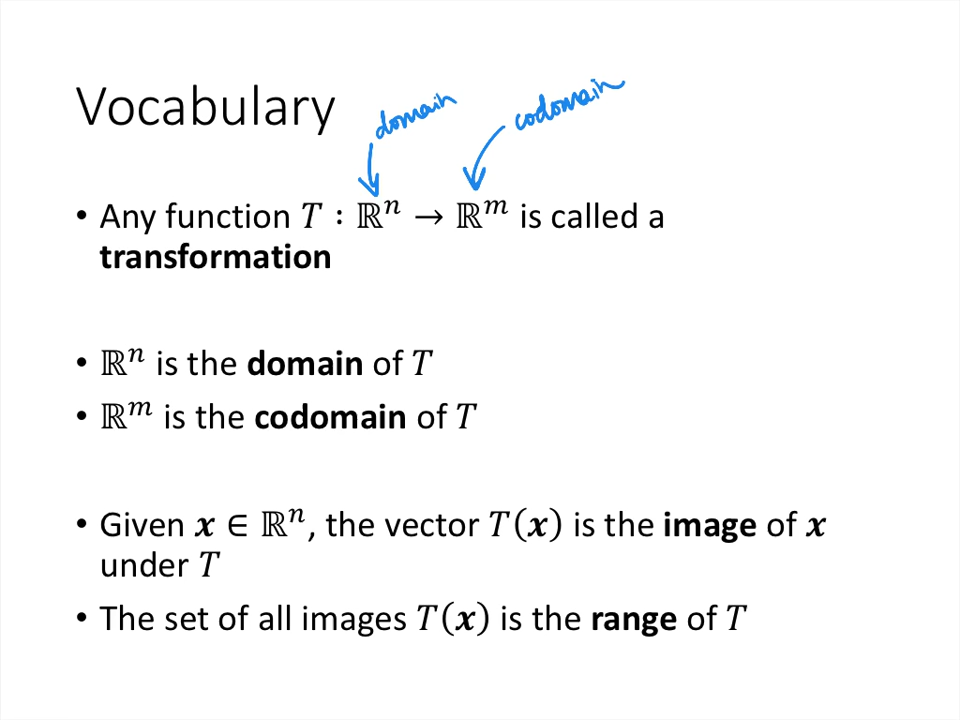 Vocabulary
domain
codomain
• Any function 𝑇 : ℝⁿ → ℝᵐ is called a
transformation
• ℝⁿ is the domain of 𝑇
• ℝᵐ is the codomain of 𝑇
• Given 𝒙 ∈ ℝⁿ, the vector 𝑇(𝒙) is the image of 𝒙
under 𝑇
• The set of all images 𝑇(𝒙) is the range of 𝑇